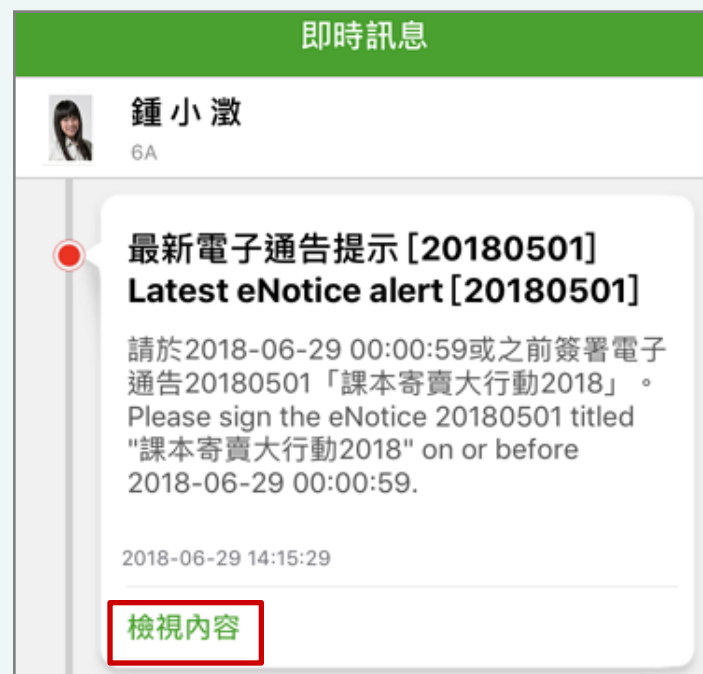 即時訊息
鍾小澂
6A
最新電子通告提示[20180501]
Latest eNotice alert[20180501]
請於2018-06-29 00:00:59或之前簽署電子
通告20180501「課本寄賣大行動2018」。
Please sign the eNotice 20180501 titled
"課本寄賣大行動2018" on or before
2018-06-29 00:00:59.
2018-06-29 14:15:29
檢視內容